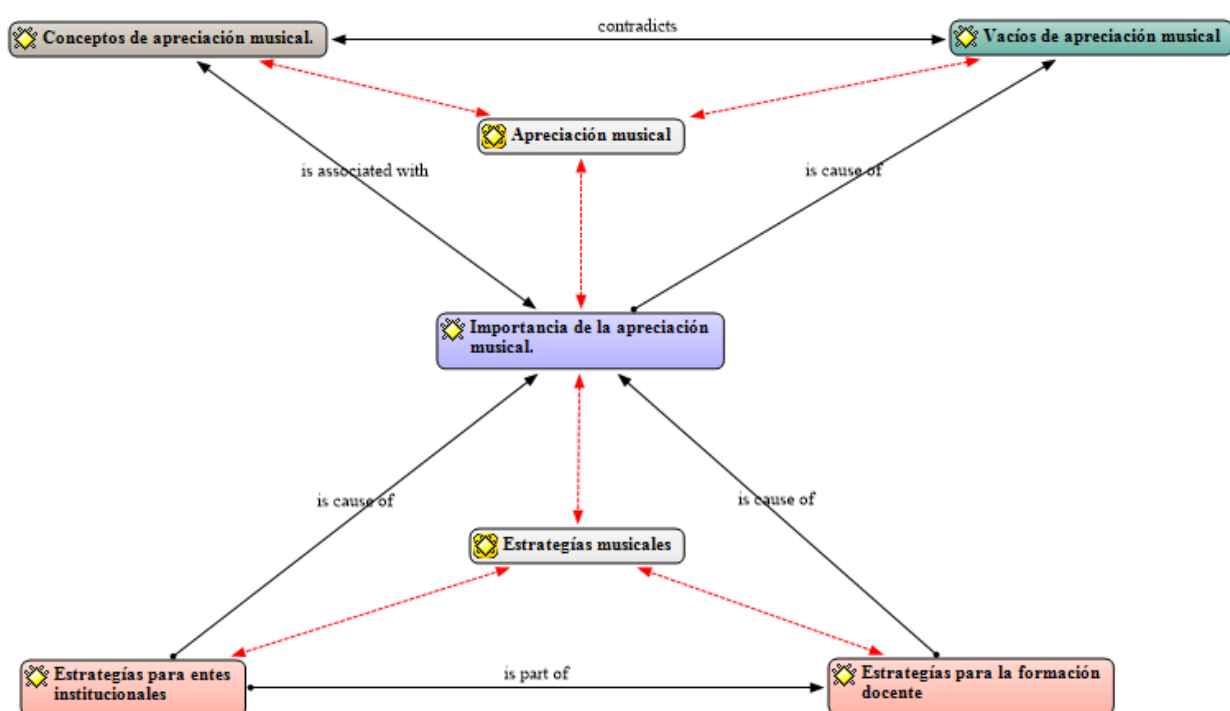 contradicts
Conceptos de apreciación musical.
Vacíos de apreciación musical
Apreciación musical
is associated with
is cause of
Importancia de la apreciación
musical.
is cause of
is cause of
Estrategías musicales
Estrategías para entes
institucionales
is part of
Estrategías para la formación
docente